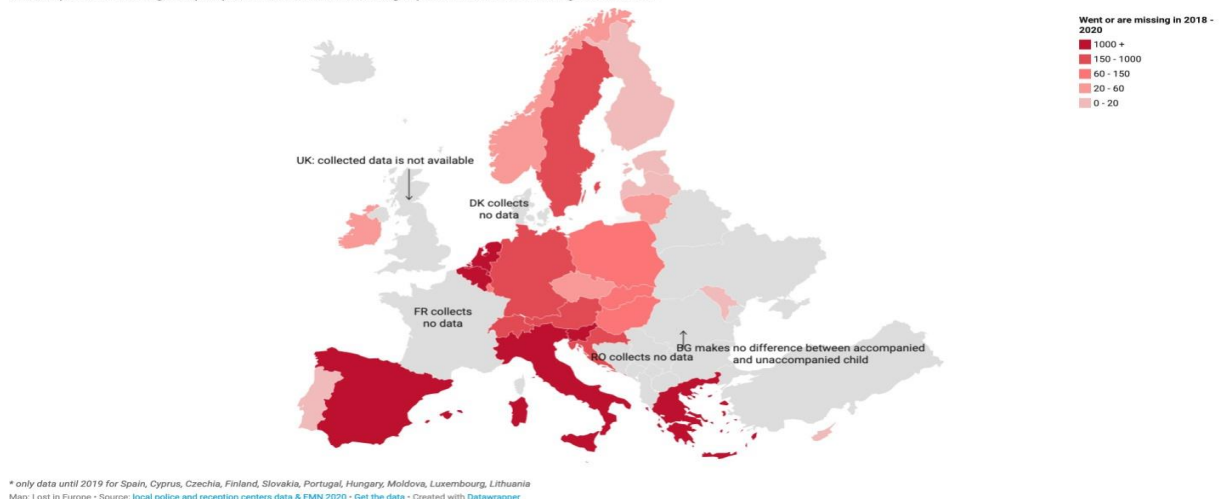 Went or are missing in 2018 -
2020
1000 +
150 - 1000
60 - 150
20 - 60
0 - 20
UK: collected data is not available
DK collects
no data
FR collects
no data
RO collects no data
BG makes no difference between accompanied
and unaccompanied child
* only data until 2019 for Spain, Cyprus, Czechia, Finland, Slovakia, Portugal, Hungary, Moldova, Luxembourg, Lithuania
Map: Lost in Europe • Source: local police and reception centers data & EMN 2020 • Get the data • Created with Datawrapper